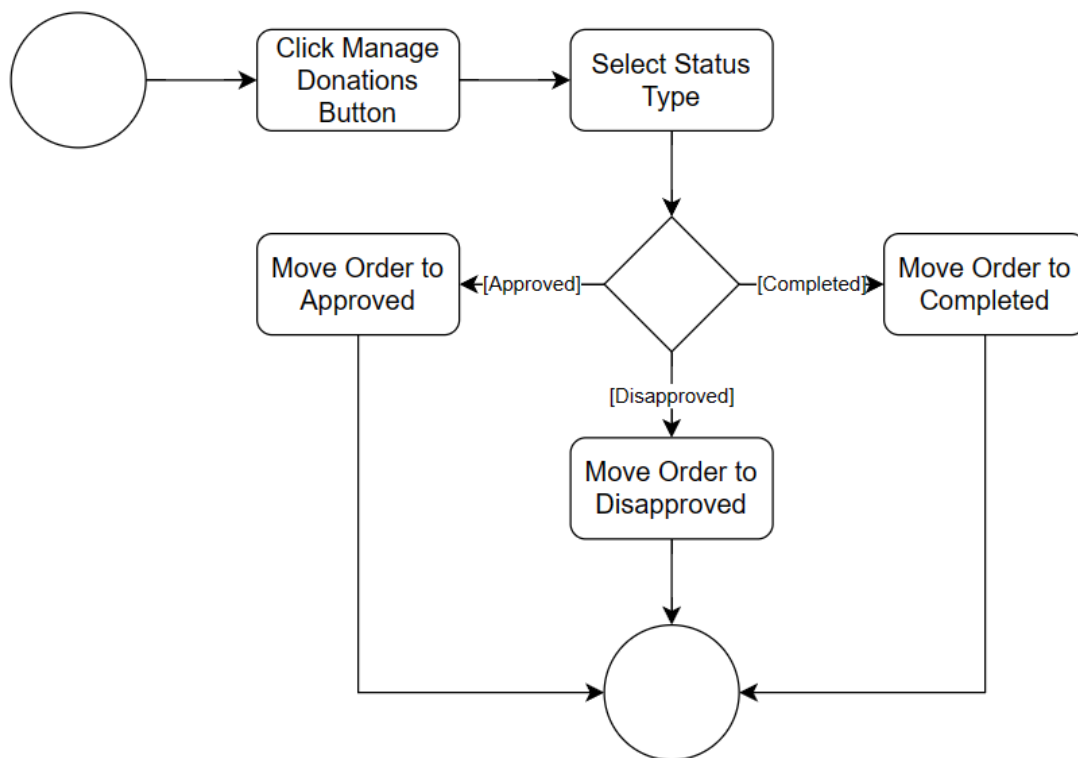 Click Manage
Donations
Button
Select Status
Type
Move Order to
Approved
[Approved]
[Completed]
Move Order to
Completed
[Disapproved]
Move Order to
Disapproved